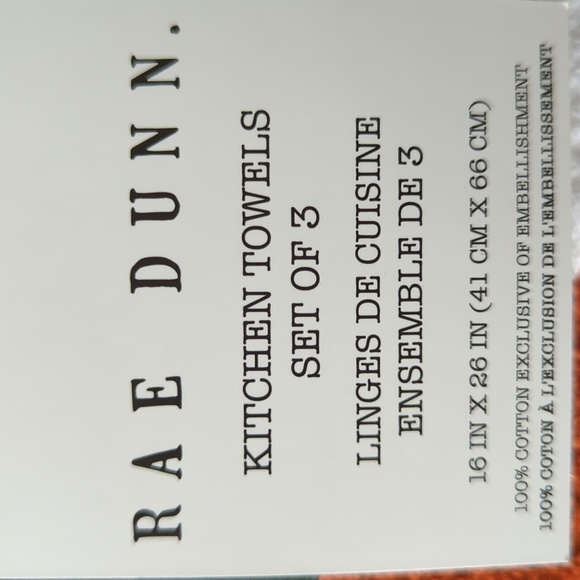 RAE DUNN.
KITCHEN TOWELS
SET OF 3
LINGES DE CUISINE
ENSEMBLE DE 3
16 IN X 26 IN (41 CM X 66 CM)
100% COTTON EXCLUSIVE OF EMBELLISHMENT
100% COTON À L'EXCLUSION DE L'EMBELLISSEMENT